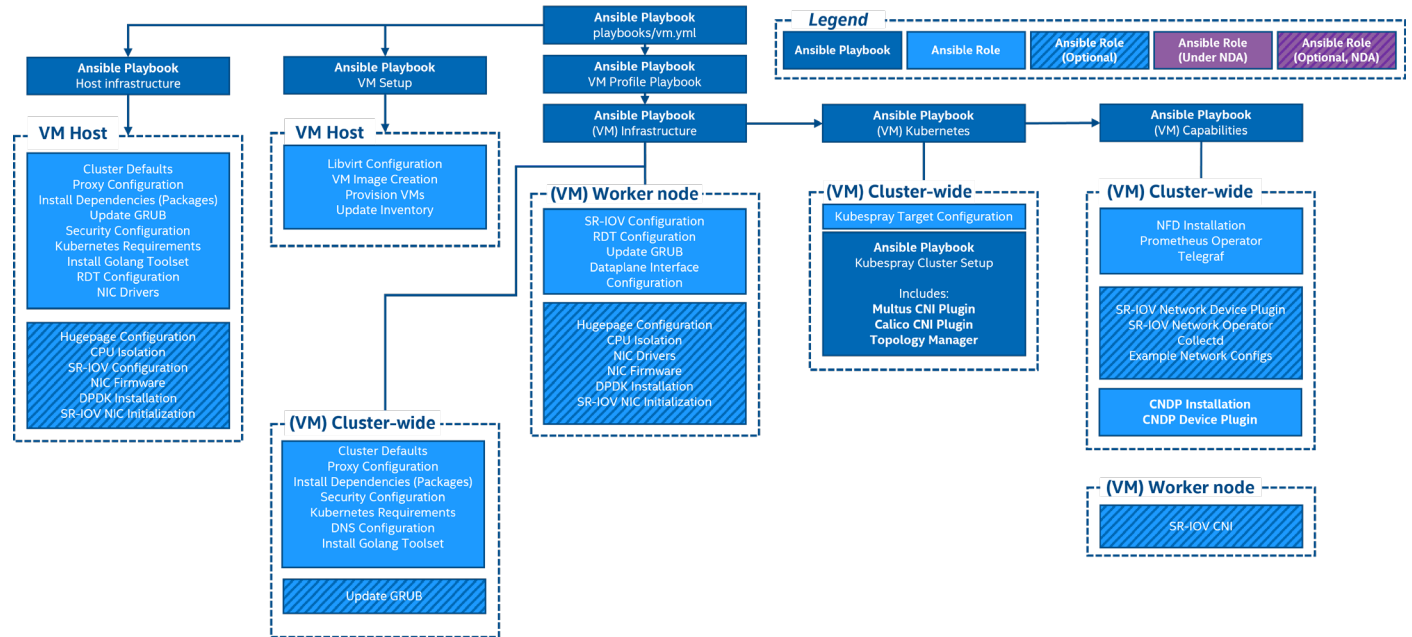 Ansible Playbook
playbooks/vm.yml
Legend
Ansible Playbook
Ansible Role
Ansible Role
(Optional)
Ansible Role
(Under NDA)
Ansible Role
(Optional, NDA)
Ansible Playbook
Host infrastructure
Ansible Playbook
VM Setup
Ansible Playbook
VM Profile Playbook
Ansible Playbook
(VM) Infrastructure
Ansible Playbook
(VM) Kubernetes
Ansible Playbook
(VM) Capabilities
VM Host
Cluster Defaults
Proxy Configuration
Install Dependencies (Packages)
Update GRUB
Security Configuration
Kubernetes Requirements
Install Golang Toolset
RDT Configuration
NIC Drivers
Hugepage Configuration
CPU Isolation
SR-IOV Configuration
NIC Firmware
DPDK Installation
SR-IOV NIC Initialization
VM Host
Libvirt Configuration
VM Image Creation
Provision VMs
Update Inventory
(VM) Cluster-wide
Cluster Defaults
Proxy Configuration
Install Dependencies (Packages)
Security Configuration
Kubernetes Requirements
DNS Configuration
Install Golang Toolset
Update GRUB
(VM) Worker node
SR-IOV Configuration
RDT Configuration
Update GRUB
Dataplane Interface
Configuration
Hugepage Configuration
CPU Isolation
NIC Drivers
NIC Firmware
DPDK Installation
SR-IOV NIC Initialization
(VM) Cluster-wide
Kubespray Target Configuration
Ansible Playbook
Kubespray Cluster Setup
Includes:
Multus CNI Plugin
Calico CNI Plugin
Topology Manager
(VM) Cluster-wide
NFD Installation
Prometheus Operator
Telegraf
SR-IOV Network Device Plugin
SR-IOV Network Operator
Collectd
Example Network Configs
CNDP Installation
CNDP Device Plugin
(VM) Worker node
SR-IOV CNI